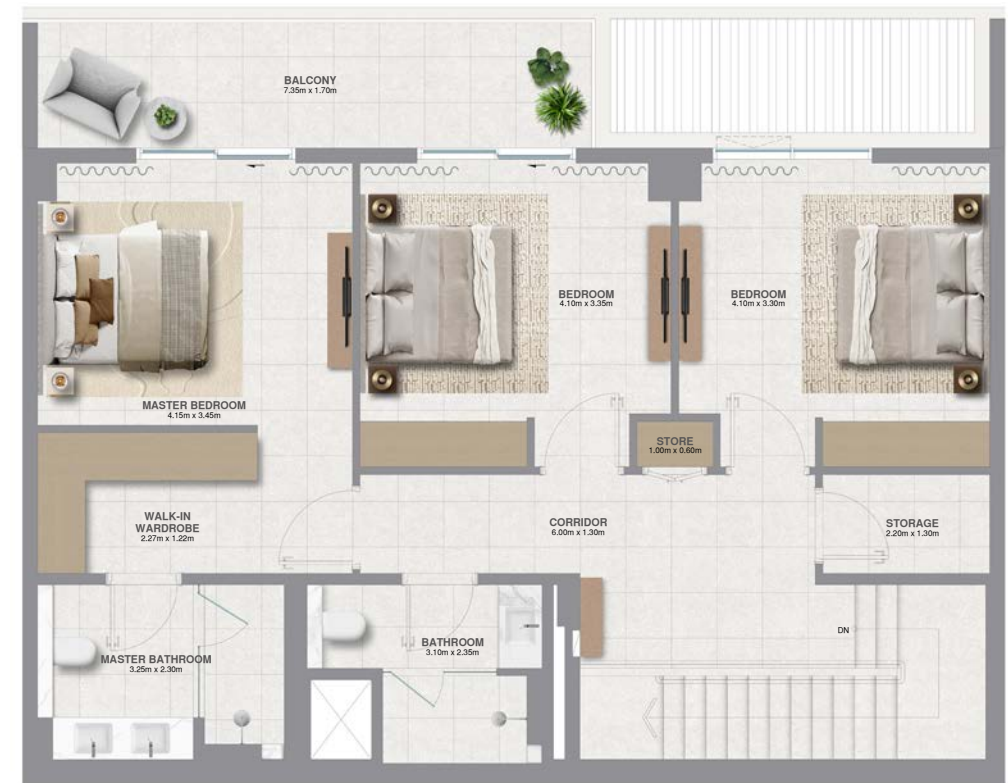 BALCONY
7.35m x 1.70m
BEDROOM
4.10m x 3.35m
BEDROOM
4.10m x 3.30m
MASTER BEDROOM
4.15m x 3.45m
STORE
1.00m x 0.60m
WALK-IN
WARDROBE
2.27m x 1.22m
CORRIDOR
6.00m x 1.30m
STORAGE
2.20m x 1.30m
DN
BATHROOM
3.10m x 2.35m
MASTER BATHROOM
3.25m x 2.30m